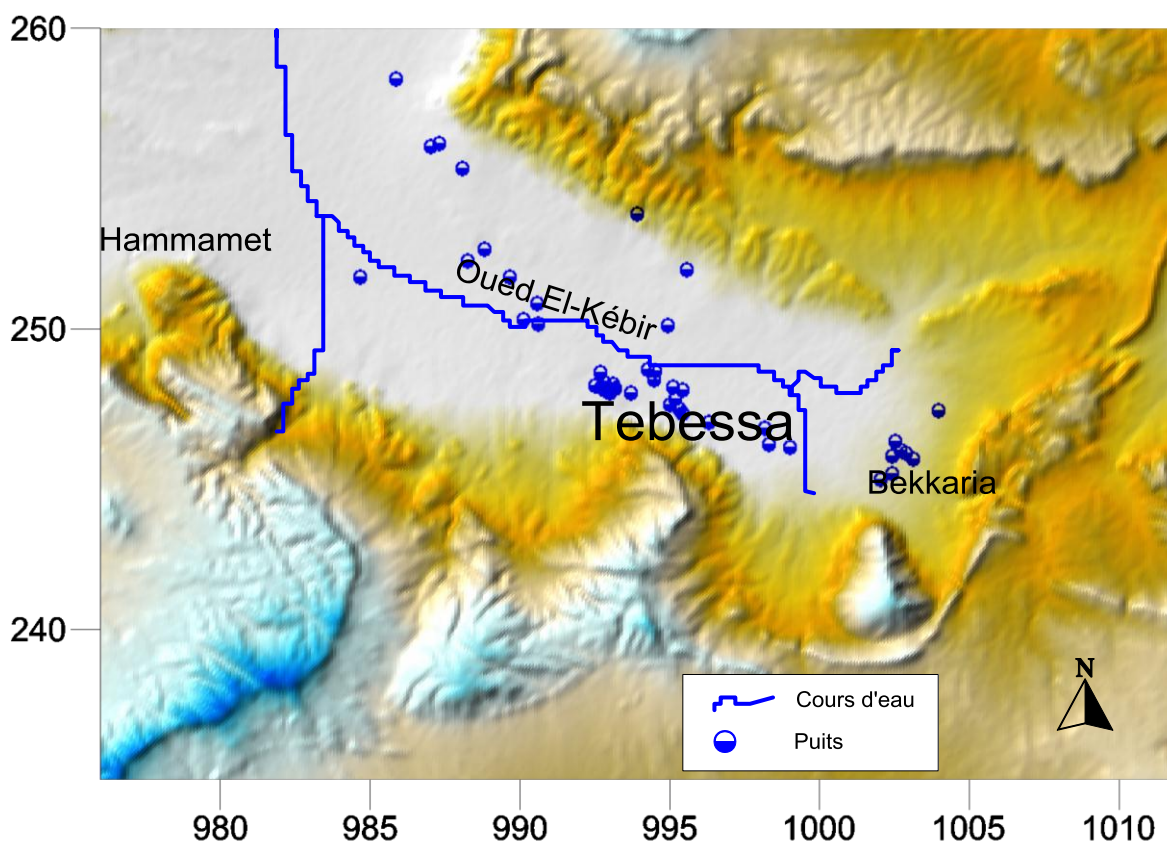 260
Hammamet
Oued El-Kébir
250
Tebessa
Bekkaria
240
N
Cours d'eau
Puits
980 985 990 995 1000 1005 1010